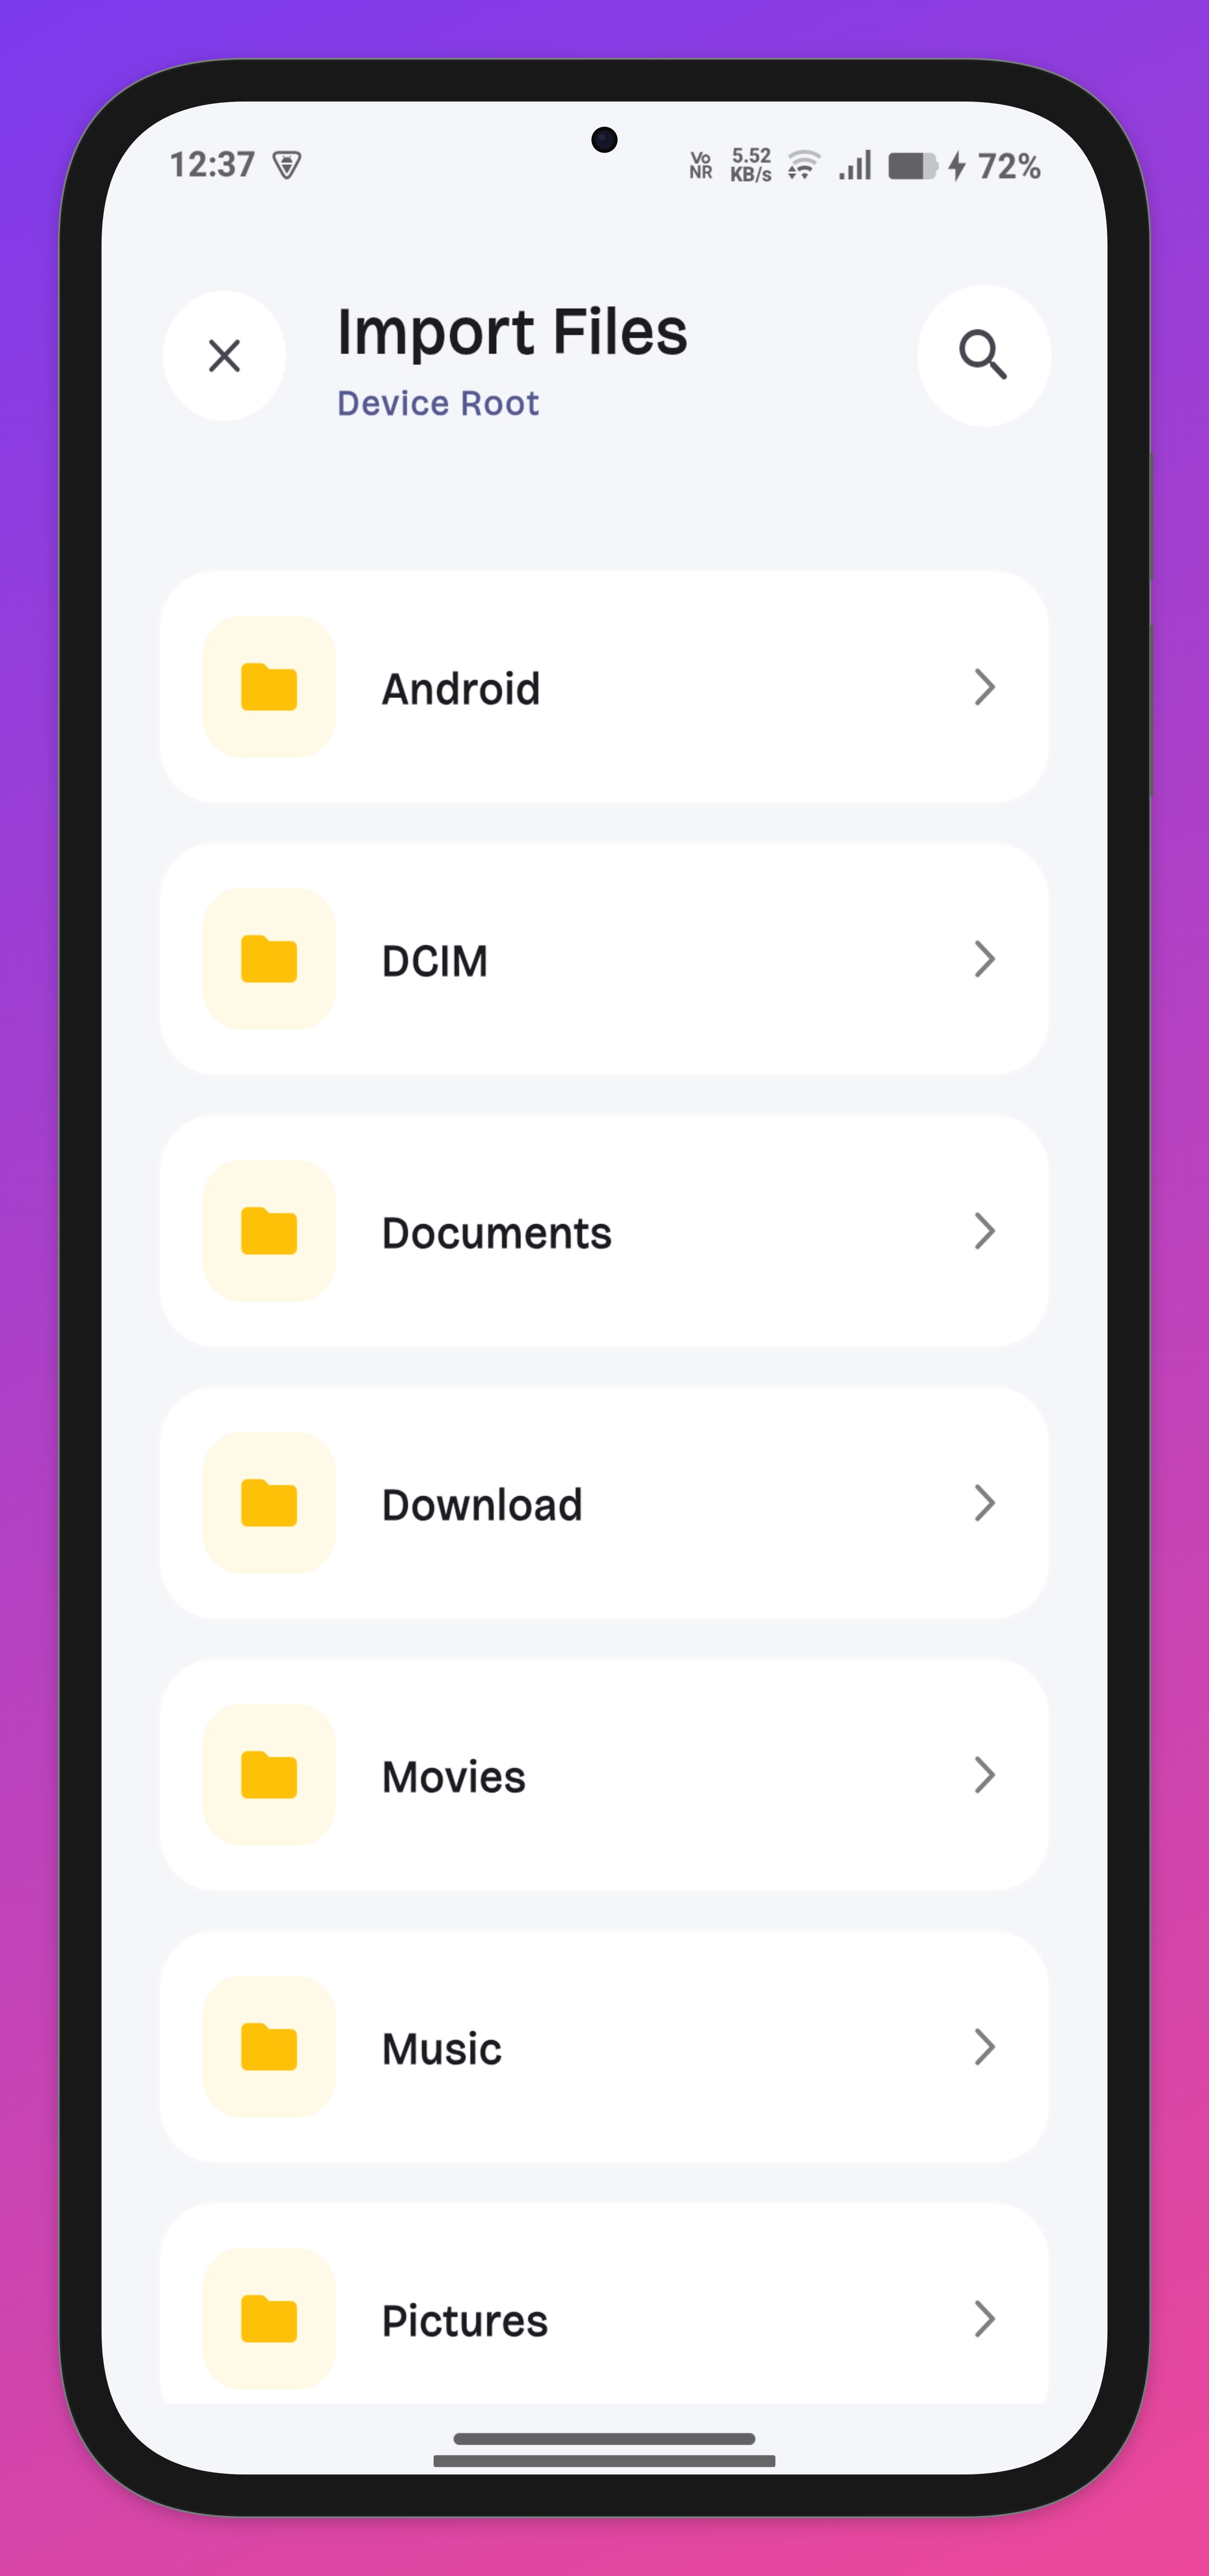 12:37
Vo
NR
5.52
KB/s
72%
Import Files
Device Root
Android
DCIM
Documents
Download
Movies
Music
Pictures